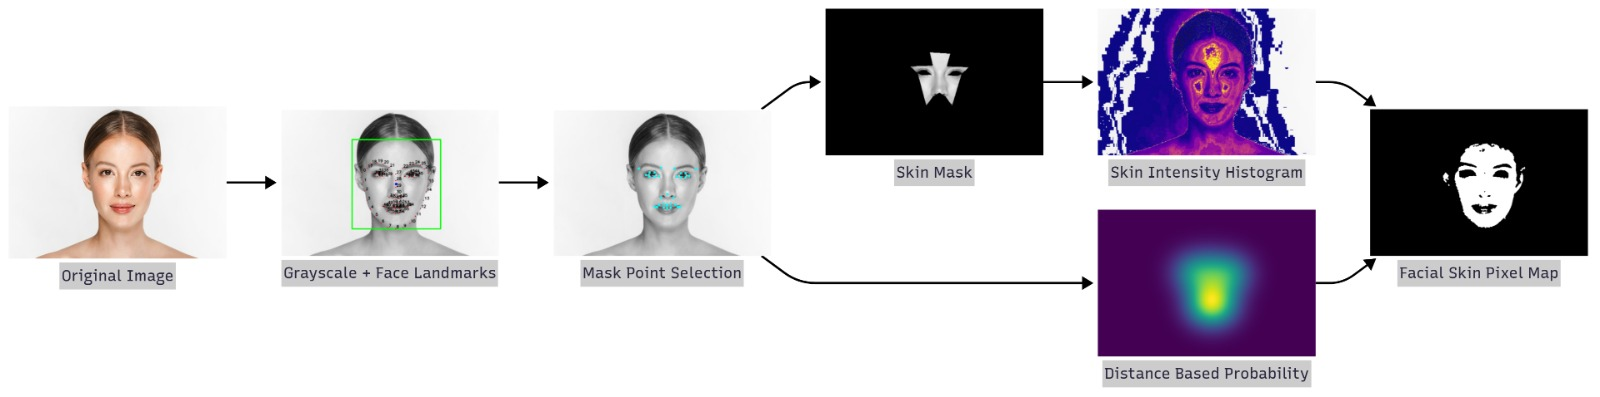 Original Image
Grayscale + Face Landmarks
Mask Point Selection
Skin Mask
Skin Intensity Histogram
Distance Based Probability
Facial Skin Pixel Map